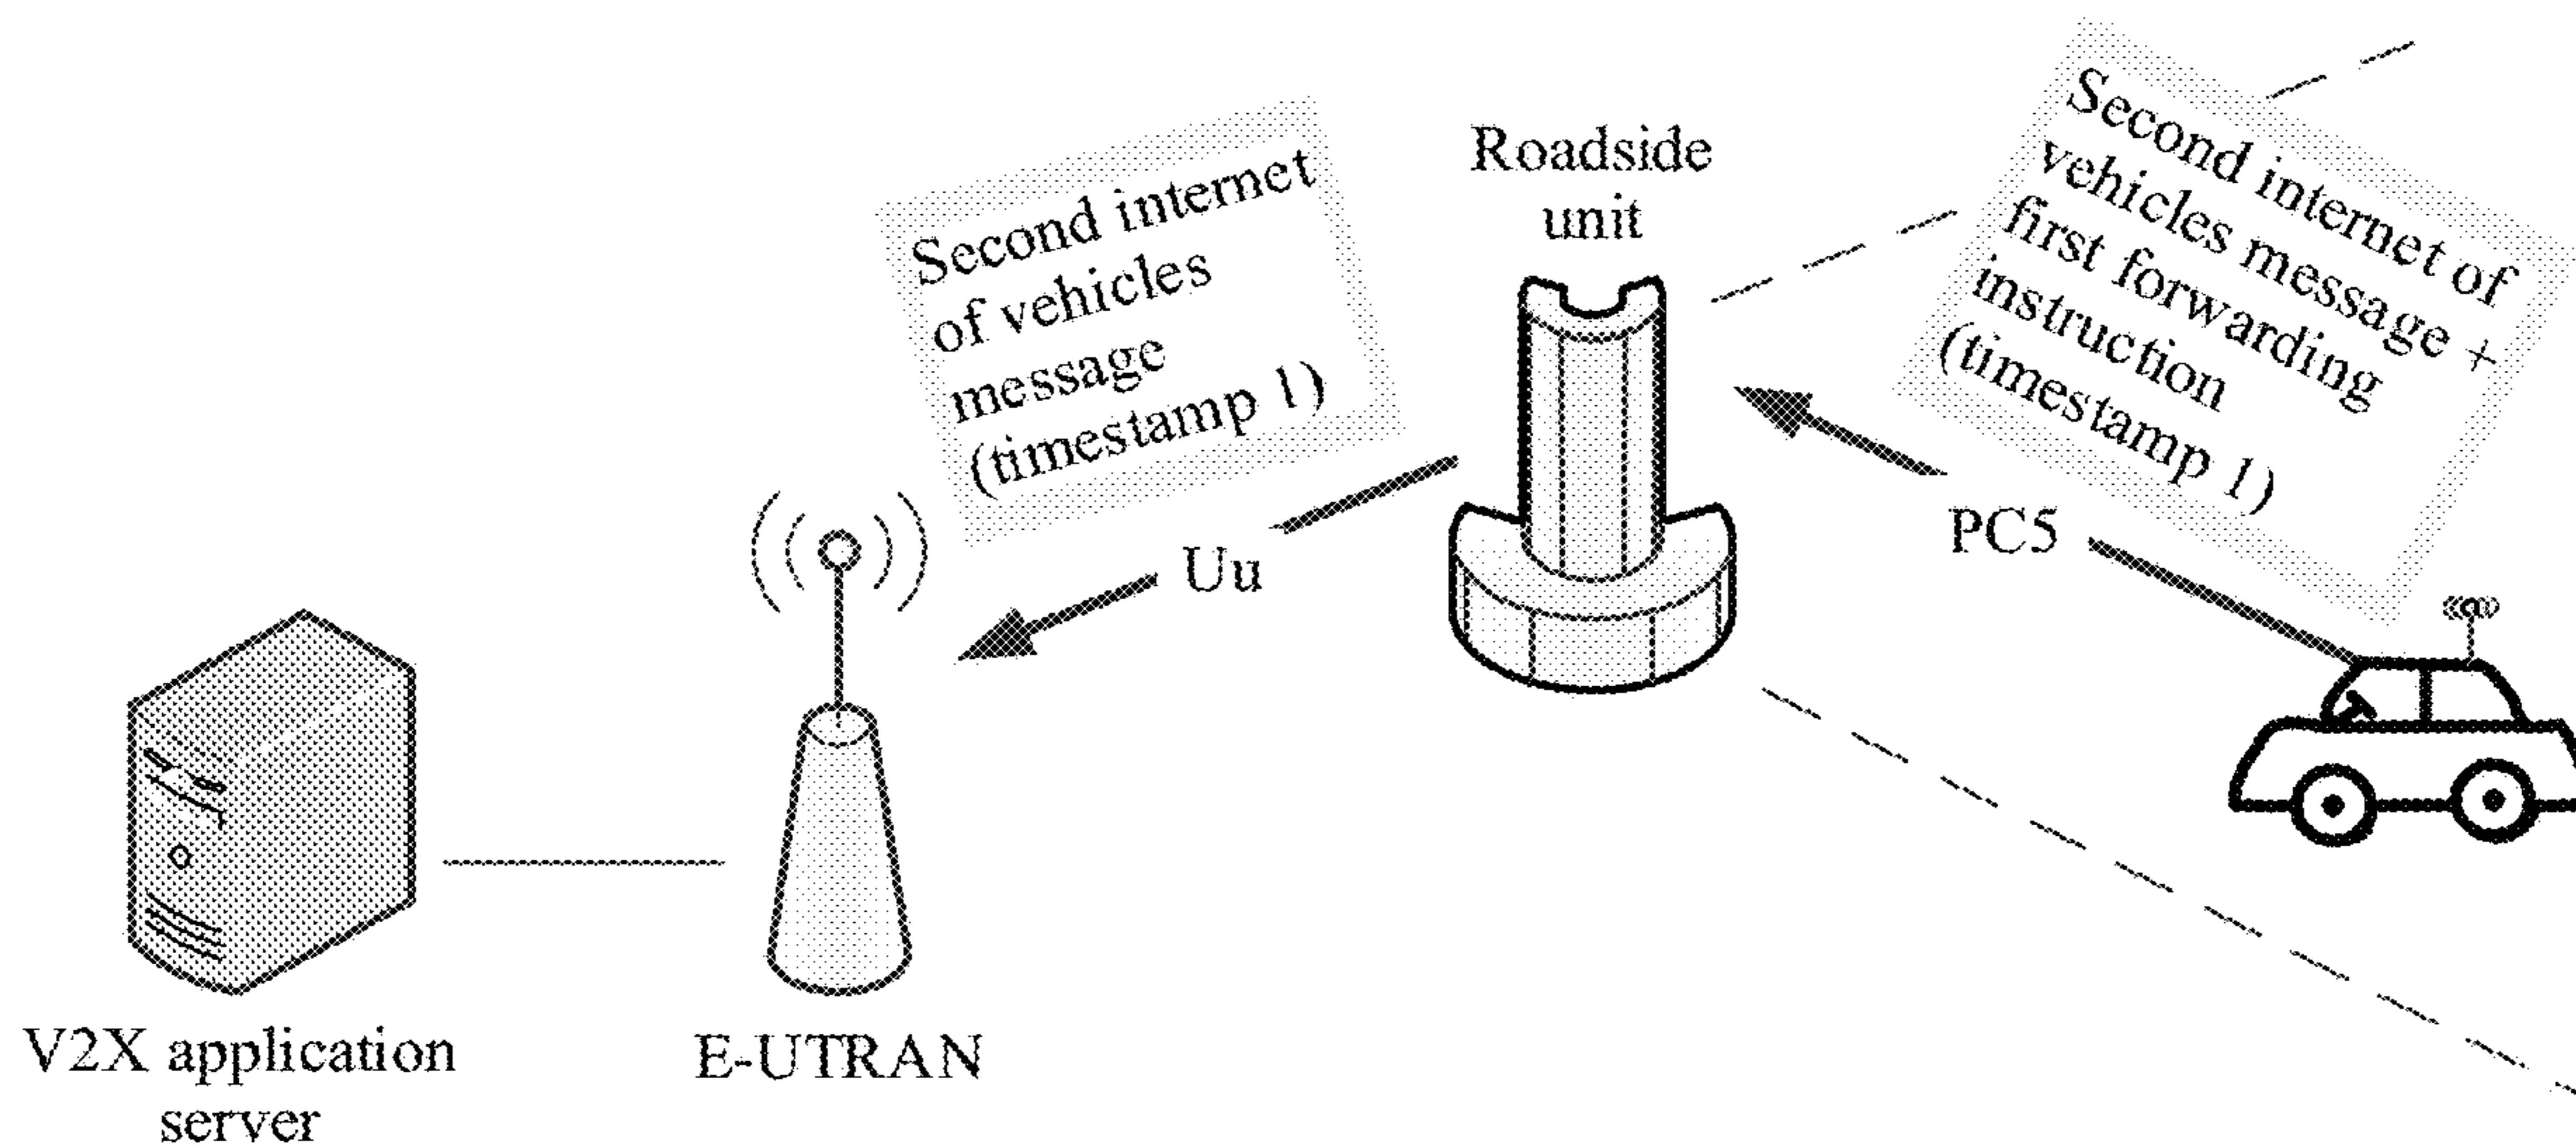 Second internet
of vehicles
message
(timestamp 1)
Roadside
unit
Second internet of
vehicles message +
first forwarding
instruction
(timestamp 1)
Uu
PC5
V2X application
server
E-UTRAN